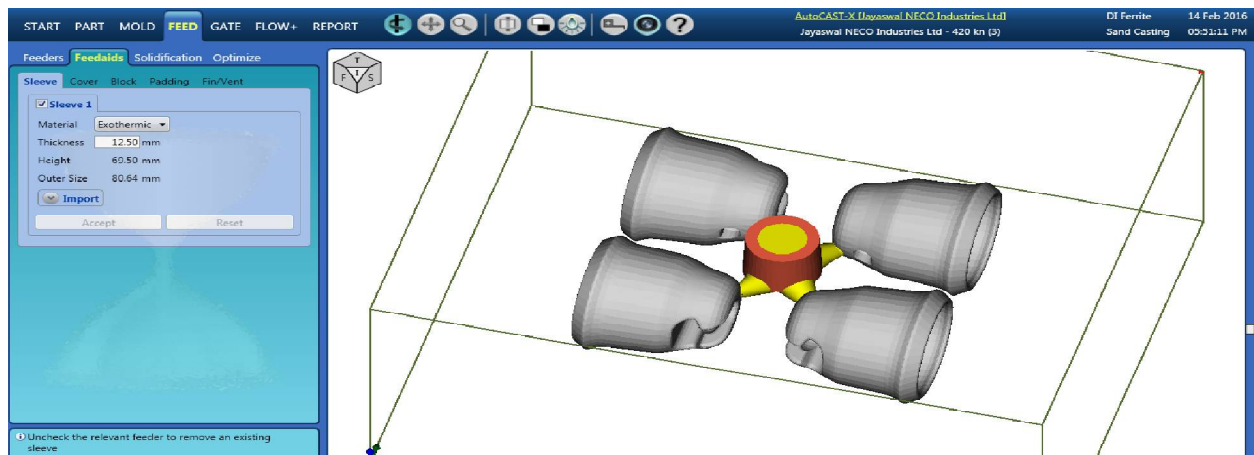 START PART MOLD FEED GATE FLOW+ REPORT
AutoCAST-X [Jayaswal NECO Industries Ltd]
Jayaswal NECO Industries Ltd - 420 kn (3)
DI Ferrite 14 Feb 2016
Sand Casting 05:51:11 PM
Feeders Feedaids Solidification Optimize
Sleeve Cover Block Padding Fin/Vent
Sleeve 1
Material Exothermic
Thickness 12.50 mm
Height 69.50 mm
Outer Size 80.64 mm
Import
Accept Reset
T
F I S
Uncheck the relevant feeder to remove an existing
sleeve